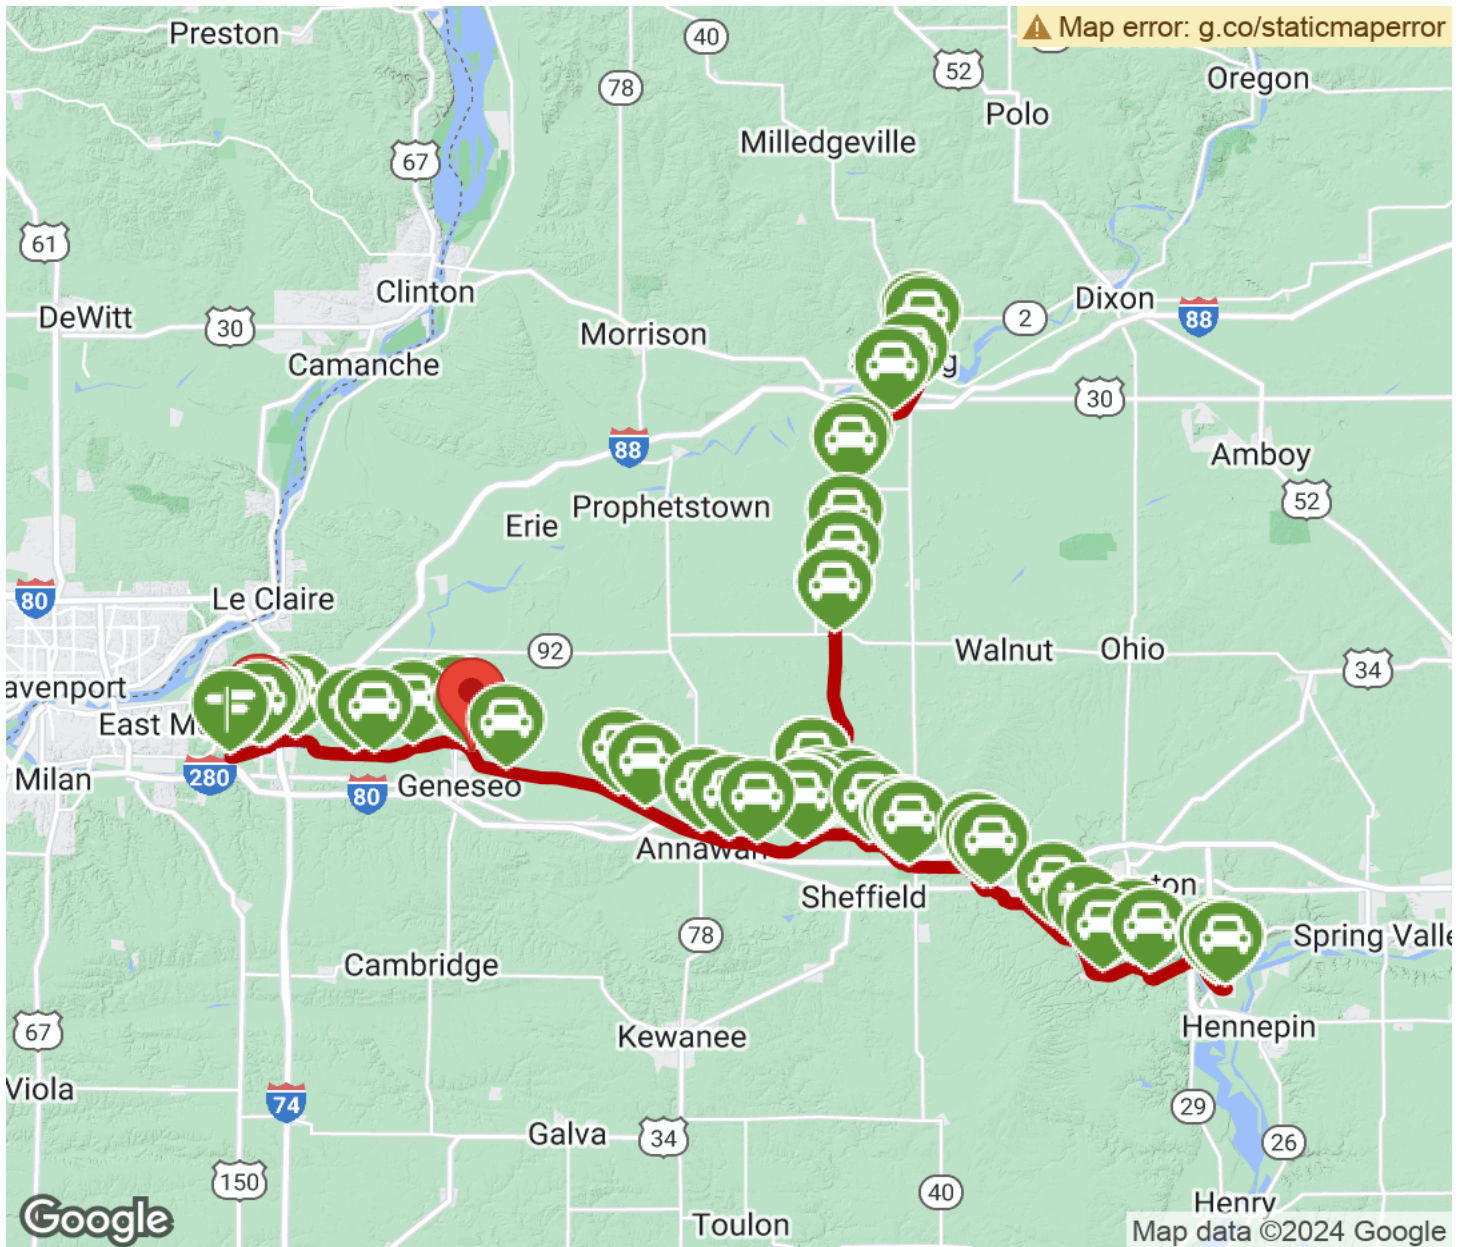 Preston
40
Map error: g.co/staticmaperror
52
Oregon
78
Polo
Milledgeville
67
61
Clinton
Dixon
2
88
DeWitt
30
Morrison
Camanche
g
30
88
Amboy
52
Prophetstown
Erie
80
Le Claire
92
Walnut
Ohio
34
avenport
East M
Milan
280
80
Geneseo
Annawan
Sheffield
ton
78
Spring Valle
Cambridge
67
Kewanee
Hennepin
Viola
74
29
Galva
34
26
150
40
Henry
Google
Toulon
Map data ©2024 Google